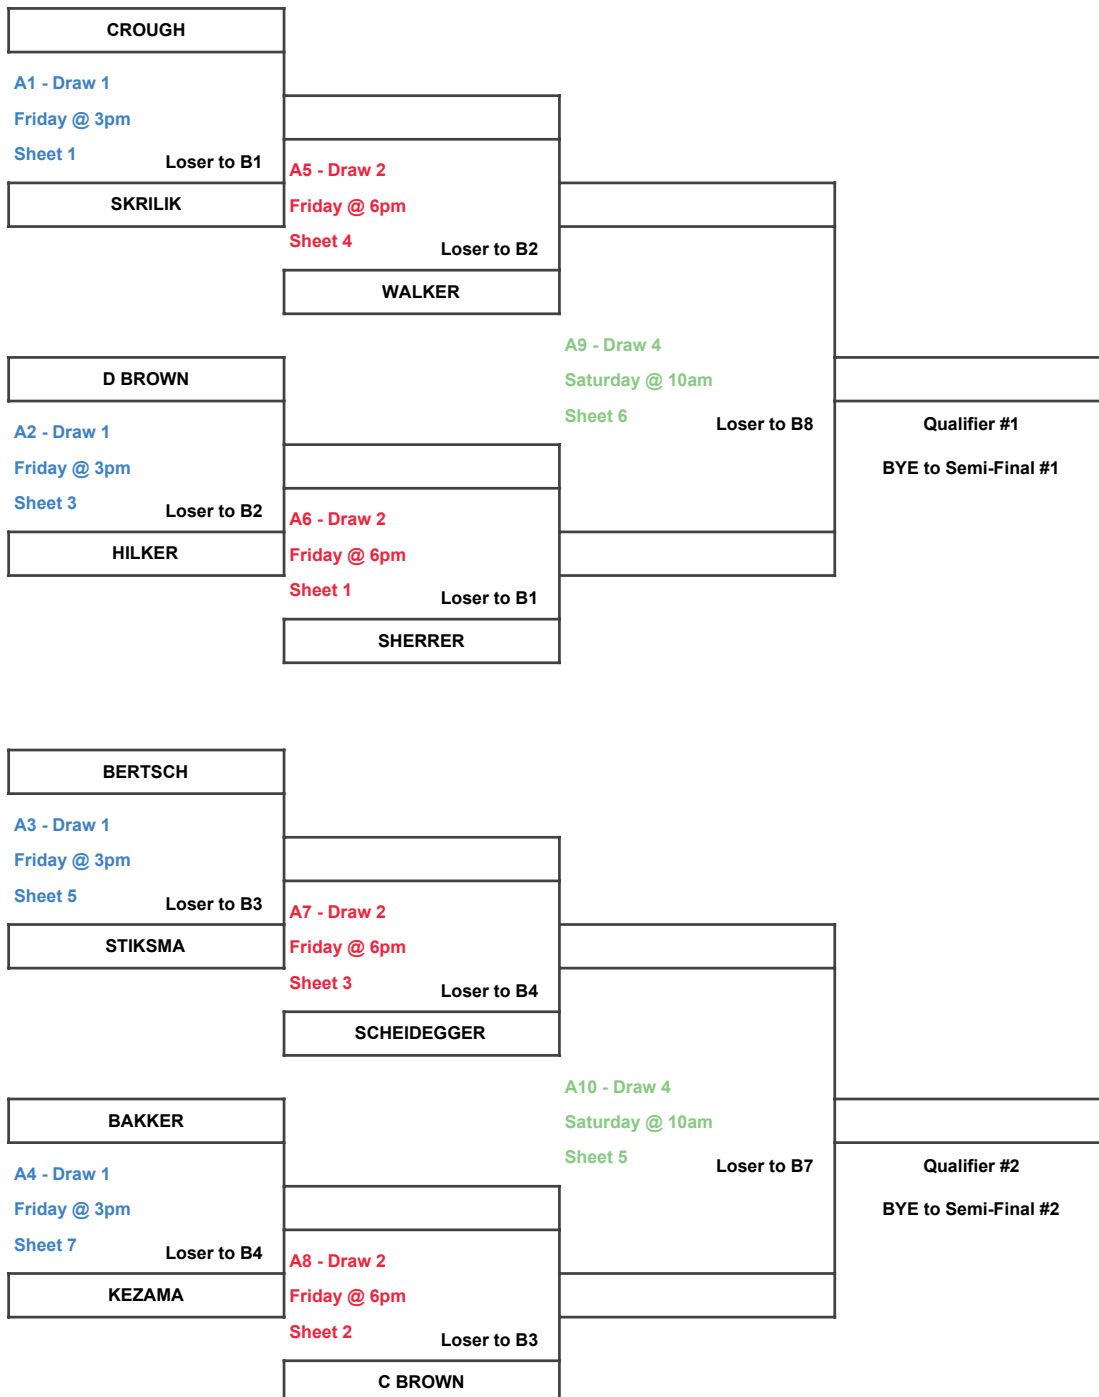 CROUGH
A1 - Draw 1
Friday @ 3pm
Sheet 1
Loser to B1
SKRILIK
A5 - Draw 2
Friday @ 6pm
Sheet 4
Loser to B2
WALKER
D BROWN
A2 - Draw 1
Friday @ 3pm
Sheet 3
Loser to B2
HILKER
A6 - Draw 2
Friday @ 6pm
Sheet 1
Loser to B1
SHERRER
A9 - Draw 4
Saturday @ 10am
Sheet 6
Loser to B8
Qualifier #1
BYE to Semi-Final #1
BERTSCH
A3 - Draw 1
Friday @ 3pm
Sheet 5
Loser to B3
STIKSMA
A7 - Draw 2
Friday @ 6pm
Sheet 3
Loser to B4
SCHEIDEGGER
BAKKER
A4 - Draw 1
Friday @ 3pm
Sheet 7
Loser to B4
KEZAMA
A8 - Draw 2
Friday @ 6pm
Sheet 2
Loser to B3
C BROWN
A10 - Draw 4
Saturday @ 10am
Sheet 5
Loser to B7
Qualifier #2
BYE to Semi-Final #2